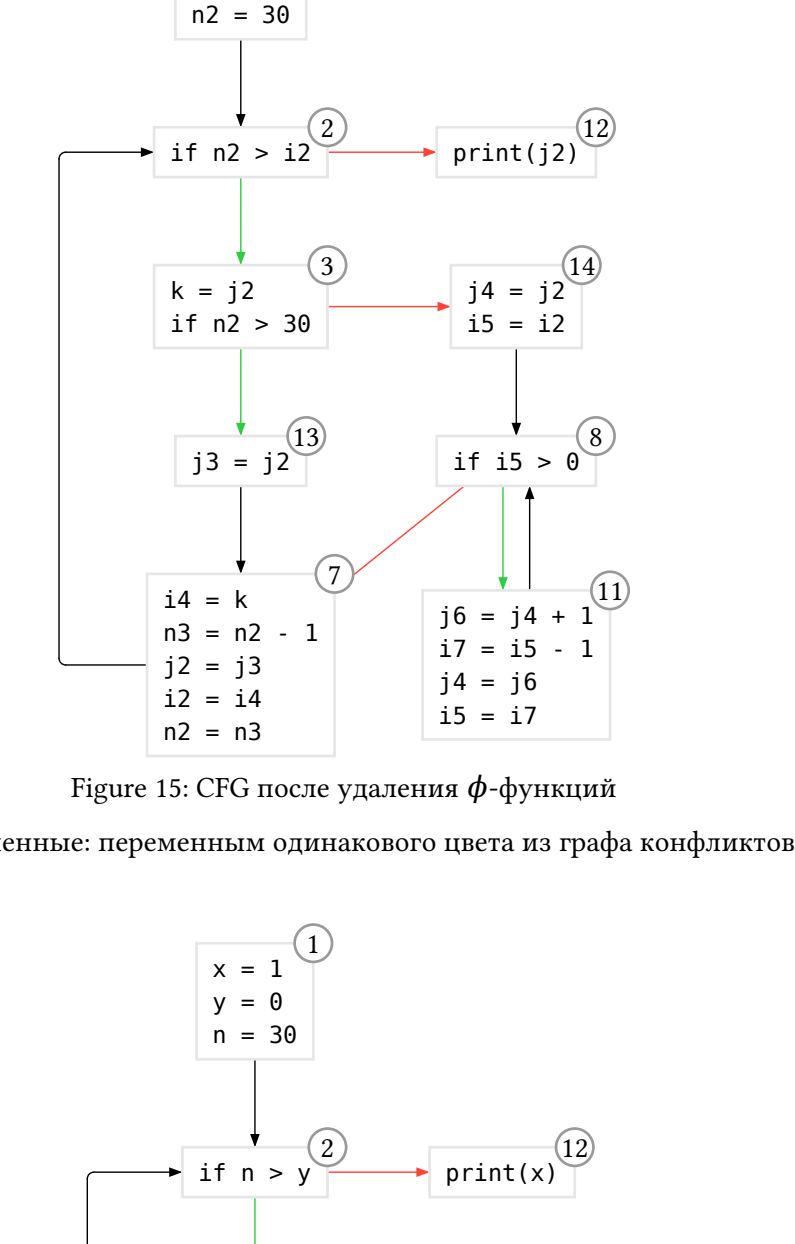 n2 = 30
2
if n2 > i2
12
print(j2)
3
k = j2
if n2 > 30
14
j4 = j2
i5 = i2
13
j3 = j2
8
if i5 > 0
7
i4 = k
n3 = n2 - 1
j2 = j3
i2 = i4
n2 = n3
11
j6 = j4 + 1
i7 = i5 - 1
j4 = j6
i5 = i7
Figure 15: CFG после удаления ϕ-функций
переменным одинакового цвета из графа конфликтов
1
x = 1
y = 0
n = 30
2
if n > y
12
print(x)